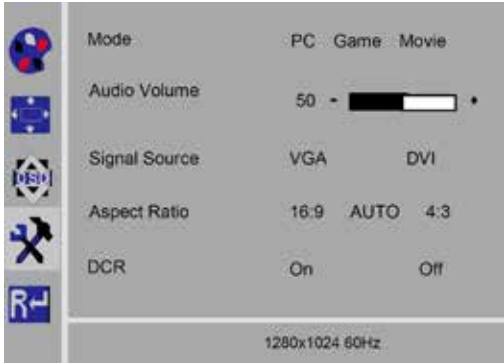 Mode PC Game Movie
Audio Volume 50 - +
Signal Source VGA DVI
OSD
Aspect Ratio 16:9 AUTO 4:3
DCR On Off
R
1280x1024 60Hz